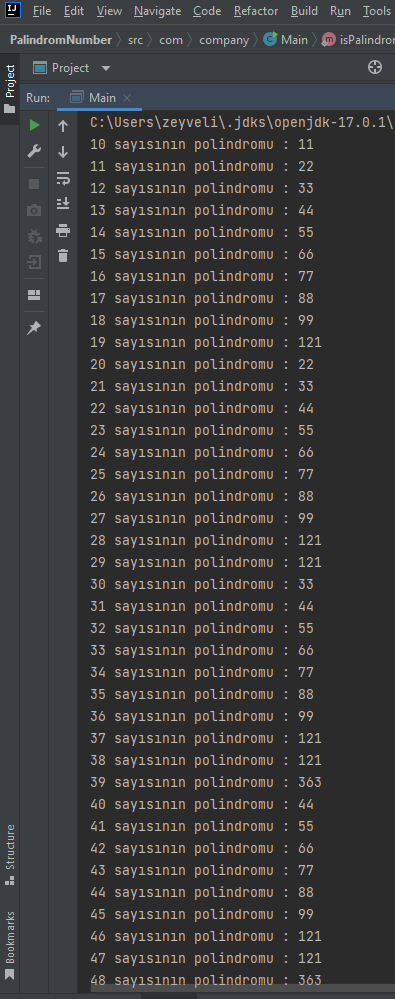 IJ File Edit View Navigate Code Refactor Build Run Tools
PalindromNumber src com company Main isPalindrom
Project
Project
Run: Main
C:\Users\zeyveli\.jdks\openjdk-17.0.1\
10 sayısının polindromu : 11
11 sayısının polindromu : 22
12 sayısının polindromu : 33
13 sayısının polindromu : 44
14 sayısının polindromu : 55
15 sayısının polindromu : 66
16 sayısının polindromu : 77
17 sayısının polindromu : 88
18 sayısının polindromu : 99
19 sayısının polindromu : 121
20 sayısının polindromu : 22
21 sayısının polindromu : 33
22 sayısının polindromu : 44
23 sayısının polindromu : 55
24 sayısının polindromu : 66
25 sayısının polindromu : 77
26 sayısının polindromu : 88
27 sayısının polindromu : 99
28 sayısının polindromu : 121
29 sayısının polindromu : 121
30 sayısının polindromu : 33
31 sayısının polindromu : 44
32 sayısının polindromu : 55
33 sayısının polindromu : 66
34 sayısının polindromu : 77
35 sayısının polindromu : 88
36 sayısının polindromu : 99
37 sayısının polindromu : 121
38 sayısının polindromu : 121
39 sayısının polindromu : 363
40 sayısının polindromu : 44
41 sayısının polindromu : 55
42 sayısının polindromu : 66
43 sayısının polindromu : 77
44 sayısının polindromu : 88
45 sayısının polindromu : 99
46 sayısının polindromu : 121
47 sayısının polindromu : 121
48 sayısının polindromu : 363
Structure
Bookmarks